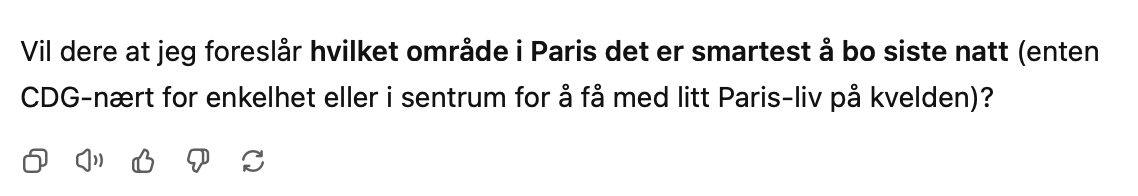 Vil dere at jeg foreslår hvilket område i Paris det er smartest å bo siste natt (enten
CDG-nært for enkelhet eller i sentrum for å få med litt Paris-liv på kvelden)?